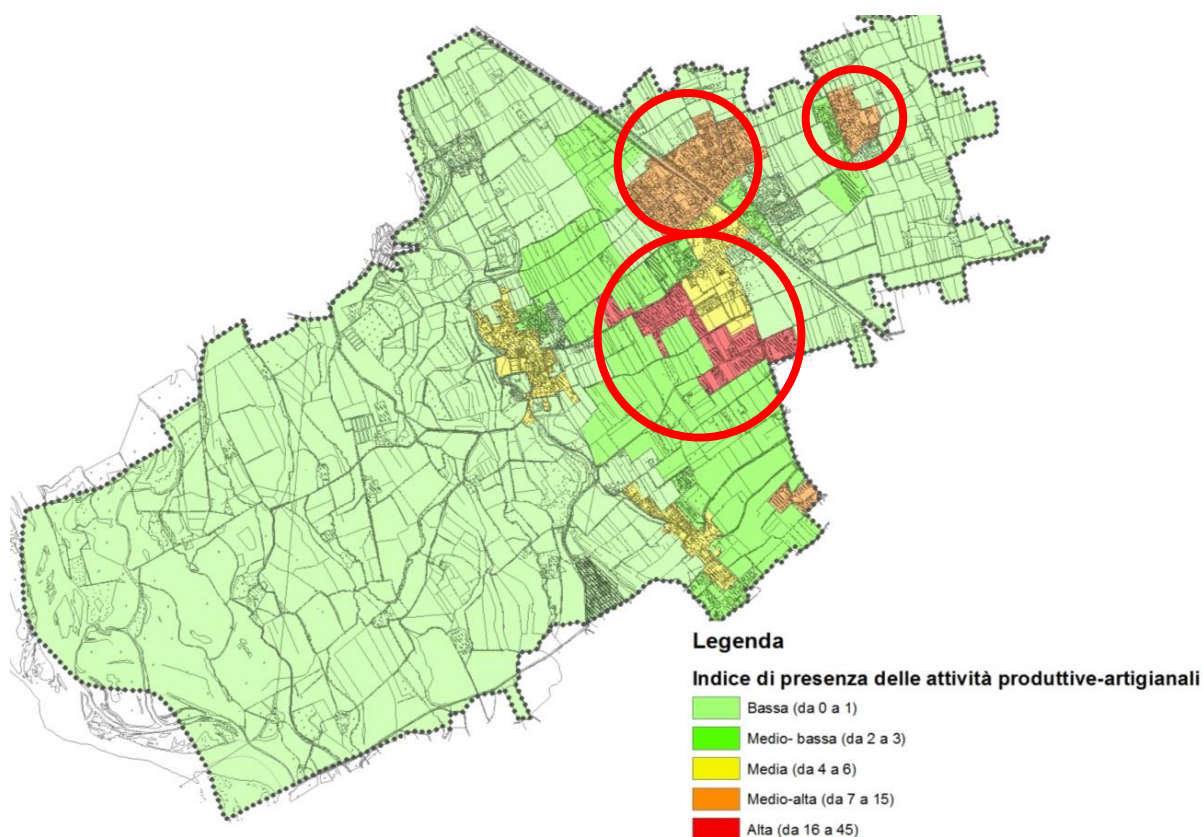 Legenda
Indice di presenza delle attività produttive-artigianali
Bassa (da 0 a 1)
Medio- bassa (da 2 a 3)
Media (da 4 a 6)
Medio-alta (da 7 a 15)
Alta (da 16 a 45)